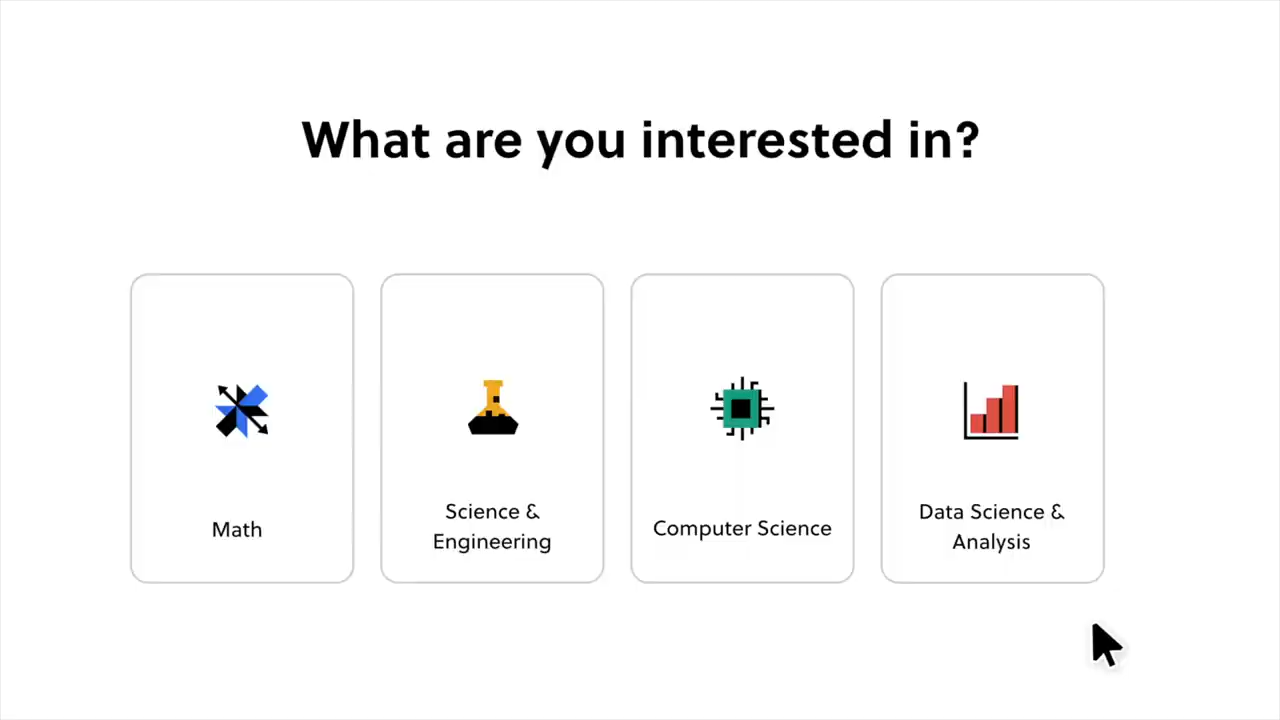 What are you interested in?
Math
Science &
Engineering
Computer Science
Data Science &
Analysis